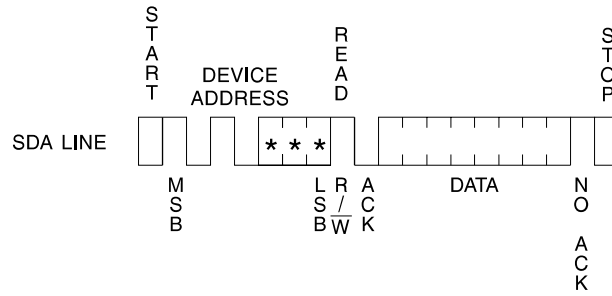 START
DEVICE
ADDRESS
READ
STOP
SDA LINE
* * *
MSB
LSB
R/W̅
ACK
DATA
NO ACK